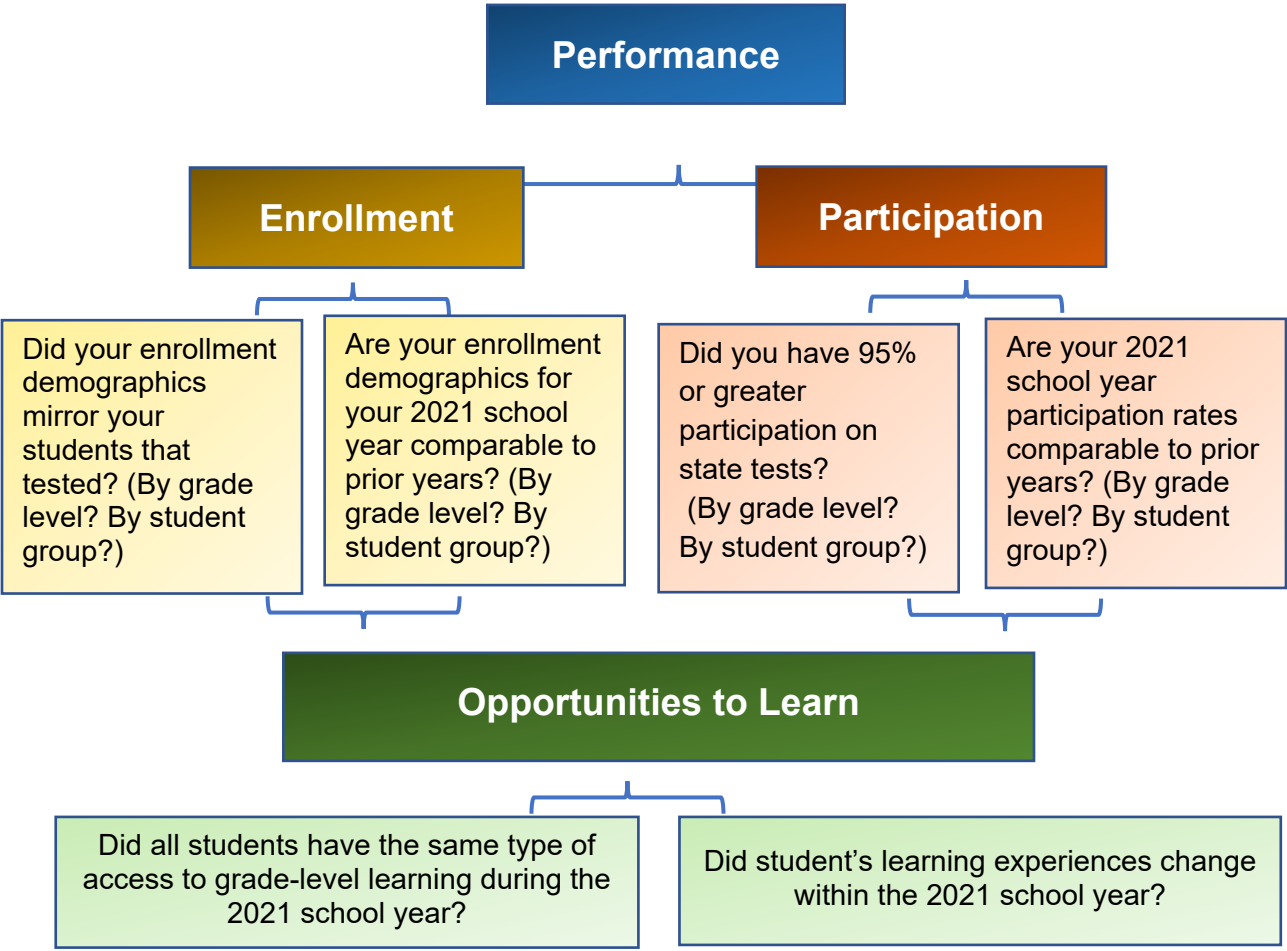 Performance
Enrollment
Participation
Did your enrollment
demographics
mirror your
students that
tested? (By grade
level? By student
group?)
Are your enrollment
demographics for
your 2021 school
year comparable to
prior years? (By
grade level? By
student group?)
Did you have 95%
or greater
participation on
state tests?
(By grade level?
By student group?)
Are your 2021
school year
participation rates
comparable to prior
years? (By grade
level? By student
group?)
Opportunities to Learn
Did all students have the same type of
access to grade-level learning during the
2021 school year?
Did student’s learning experiences change
within the 2021 school year?